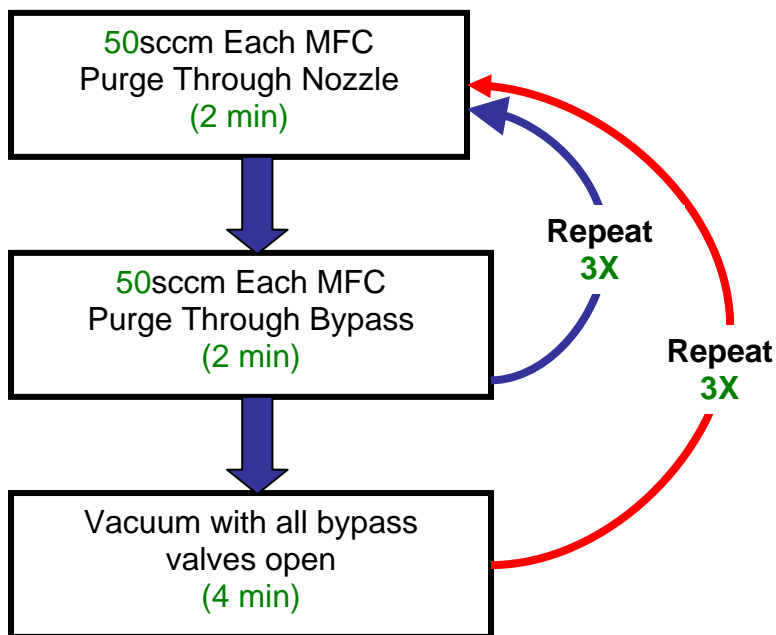 50sccm Each MFC
Purge Through Nozzle
(2 min)
Repeat
3X
50sccm Each MFC
Purge Through Bypass
(2 min)
Repeat
3X
Vacuum with all bypass
valves open
(4 min)